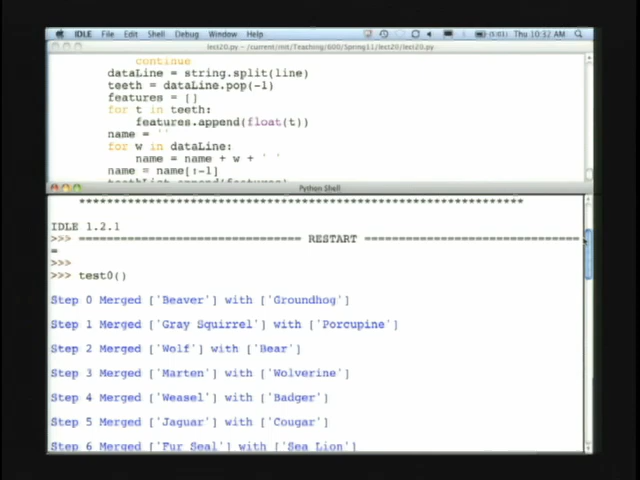 IDLE File Edit Shell Debug Window Help (5:03) Thu 10:32 AM
lect20.py - /current/mit/Teaching/600/Spring11/lect20/lect20.py
continue
dataLine = string.split(line)
teeth = dataLine.pop(-1)
features = []
for t in teeth:
features.append(float(t))
name = ''
for w in dataLine:
name = name + w + ' '
name = name[:-1]
Python Shell
****************************************************************
IDLE 1.2.1
>>> ================================ RESTART ================================
=
>>>
>>> test0()
Step 0 Merged ['Beaver'] with ['Groundhog']
Step 1 Merged ['Gray Squirrel'] with ['Porcupine']
Step 2 Merged ['Wolf'] with ['Bear']
Step 3 Merged ['Marten'] with ['Wolverine']
Step 4 Merged ['Weasel'] with ['Badger']
Step 5 Merged ['Jaguar'] with ['Cougar']
Step 6 Merged ['Fur Seal'] with ['Sea Lion']